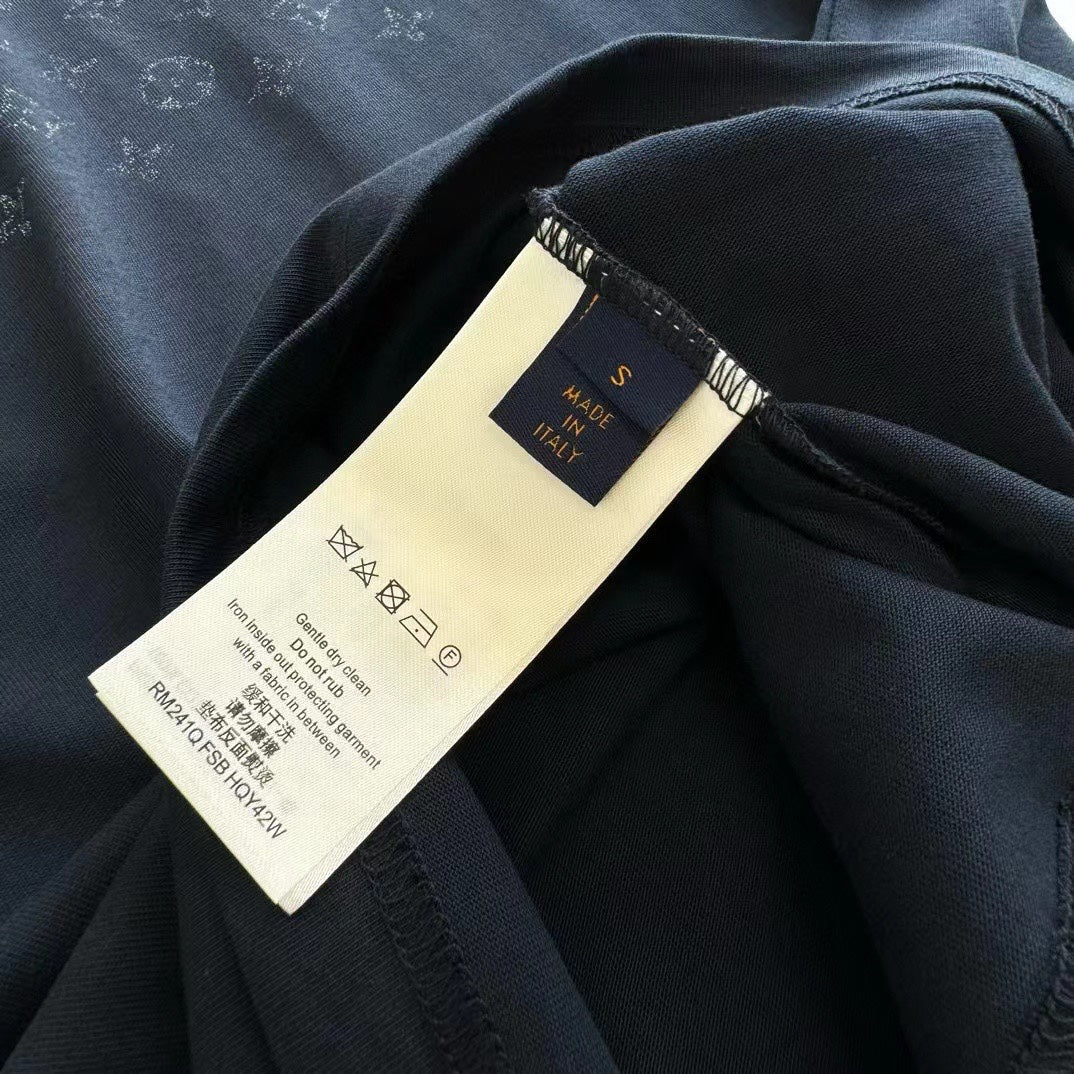 S
MADE
IN
ITALY
F
Gentle dry clean
Do not rub
Iron inside out protecting garment
with a fabric in between
缓和干洗
请勿摩擦
垫布反面熨烫
RM241Q FSB HQY42W